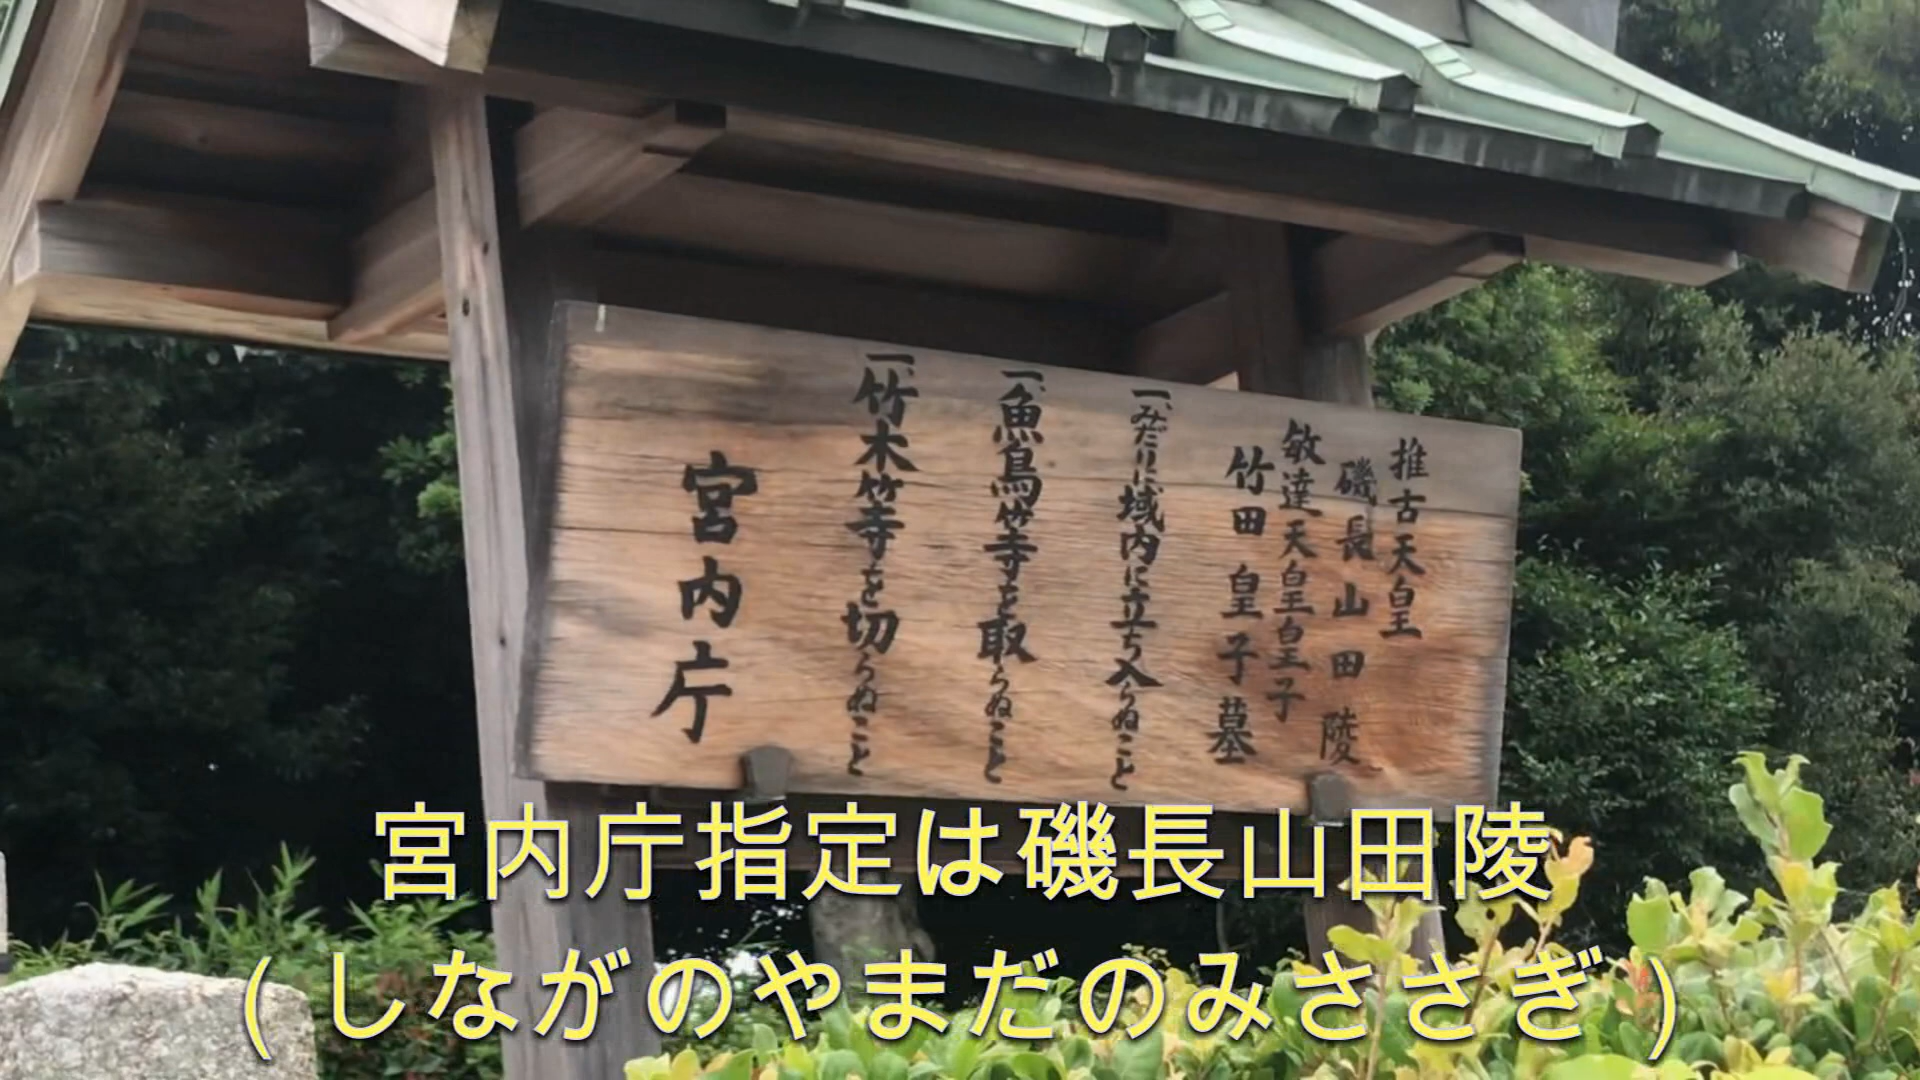 推古天皇
磯長山田陵
敏達天皇皇子
竹田皇子墓
一、みだりに域内に立ち入らぬこと
一、魚鳥等を取らぬこと
一、竹木等を切らぬこと
宮内庁
宮内庁指定は磯長山田陵
(しながのやまだのみささぎ)